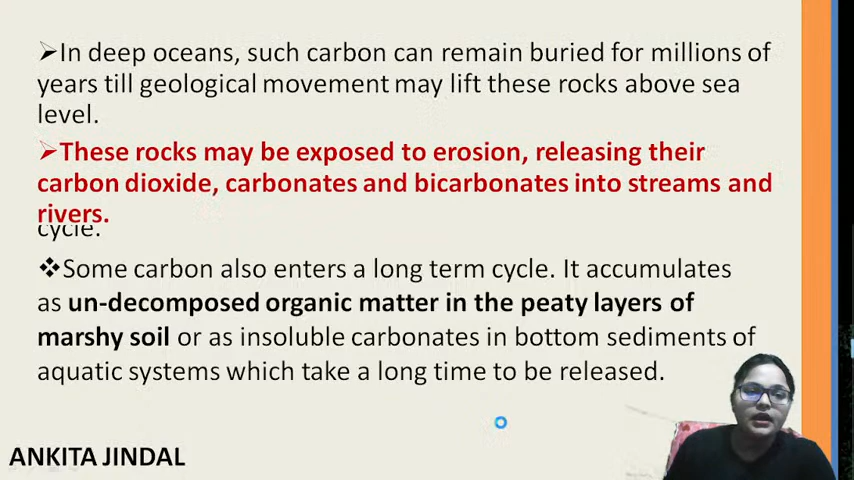 ➢In deep oceans, such carbon can remain buried for millions of
years till geological movement may lift these rocks above sea
level.
➢These rocks may be exposed to erosion, releasing their
carbon dioxide, carbonates and bicarbonates into streams and
rivers.
cycle.
❖Some carbon also enters a long term cycle. It accumulates
as un-decomposed organic matter in the peaty layers of
marshy soil or as insoluble carbonates in bottom sediments of
aquatic systems which take a long time to be released.
ANKITA JINDAL